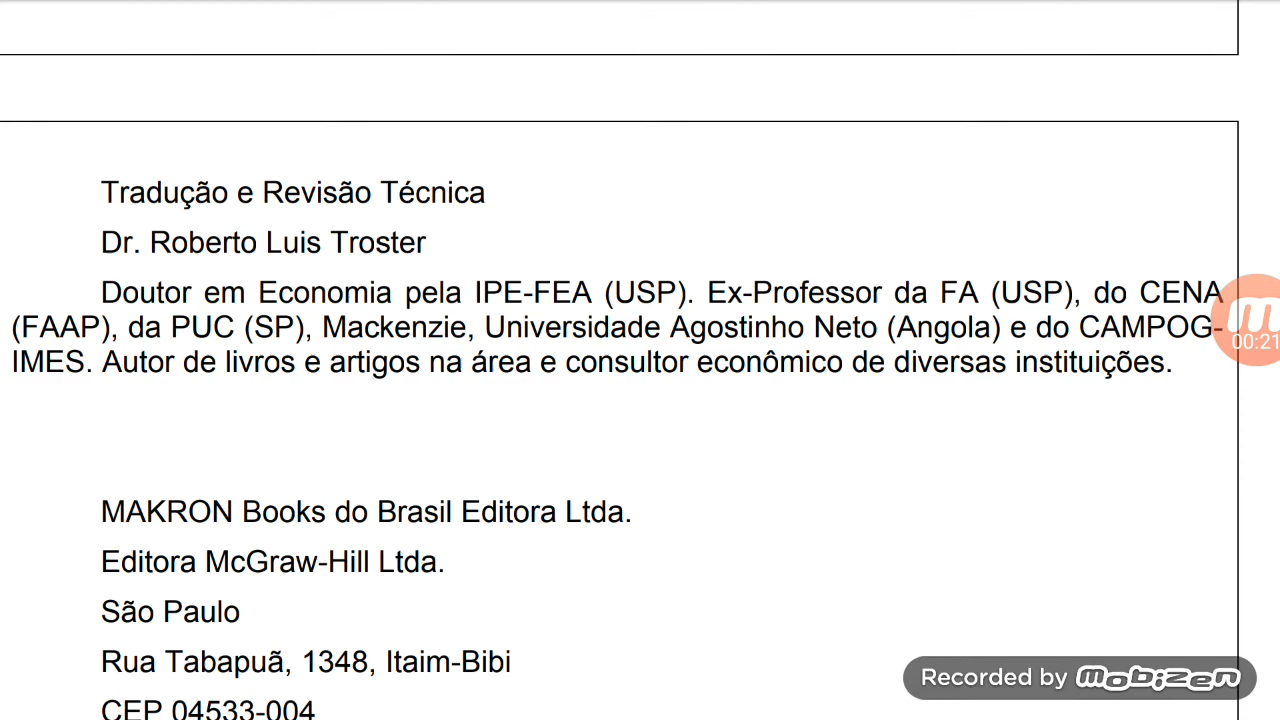 Tradução e Revisão Técnica
Dr. Roberto Luis Troster
Doutor em Economia pela IPE-FEA (USP). Ex-Professor da FA (USP), do CENA
(FAAP), da PUC (SP), Mackenzie, Universidade Agostinho Neto (Angola) e do CAMPOG-
IMES. Autor de livros e artigos na área e consultor econômico de diversas instituições.
00:21
MAKRON Books do Brasil Editora Ltda.
Editora McGraw-Hill Ltda.
São Paulo
Rua Tabapuã, 1348, Itaim-Bibi
CEP 04533-004
Recorded by mobizen